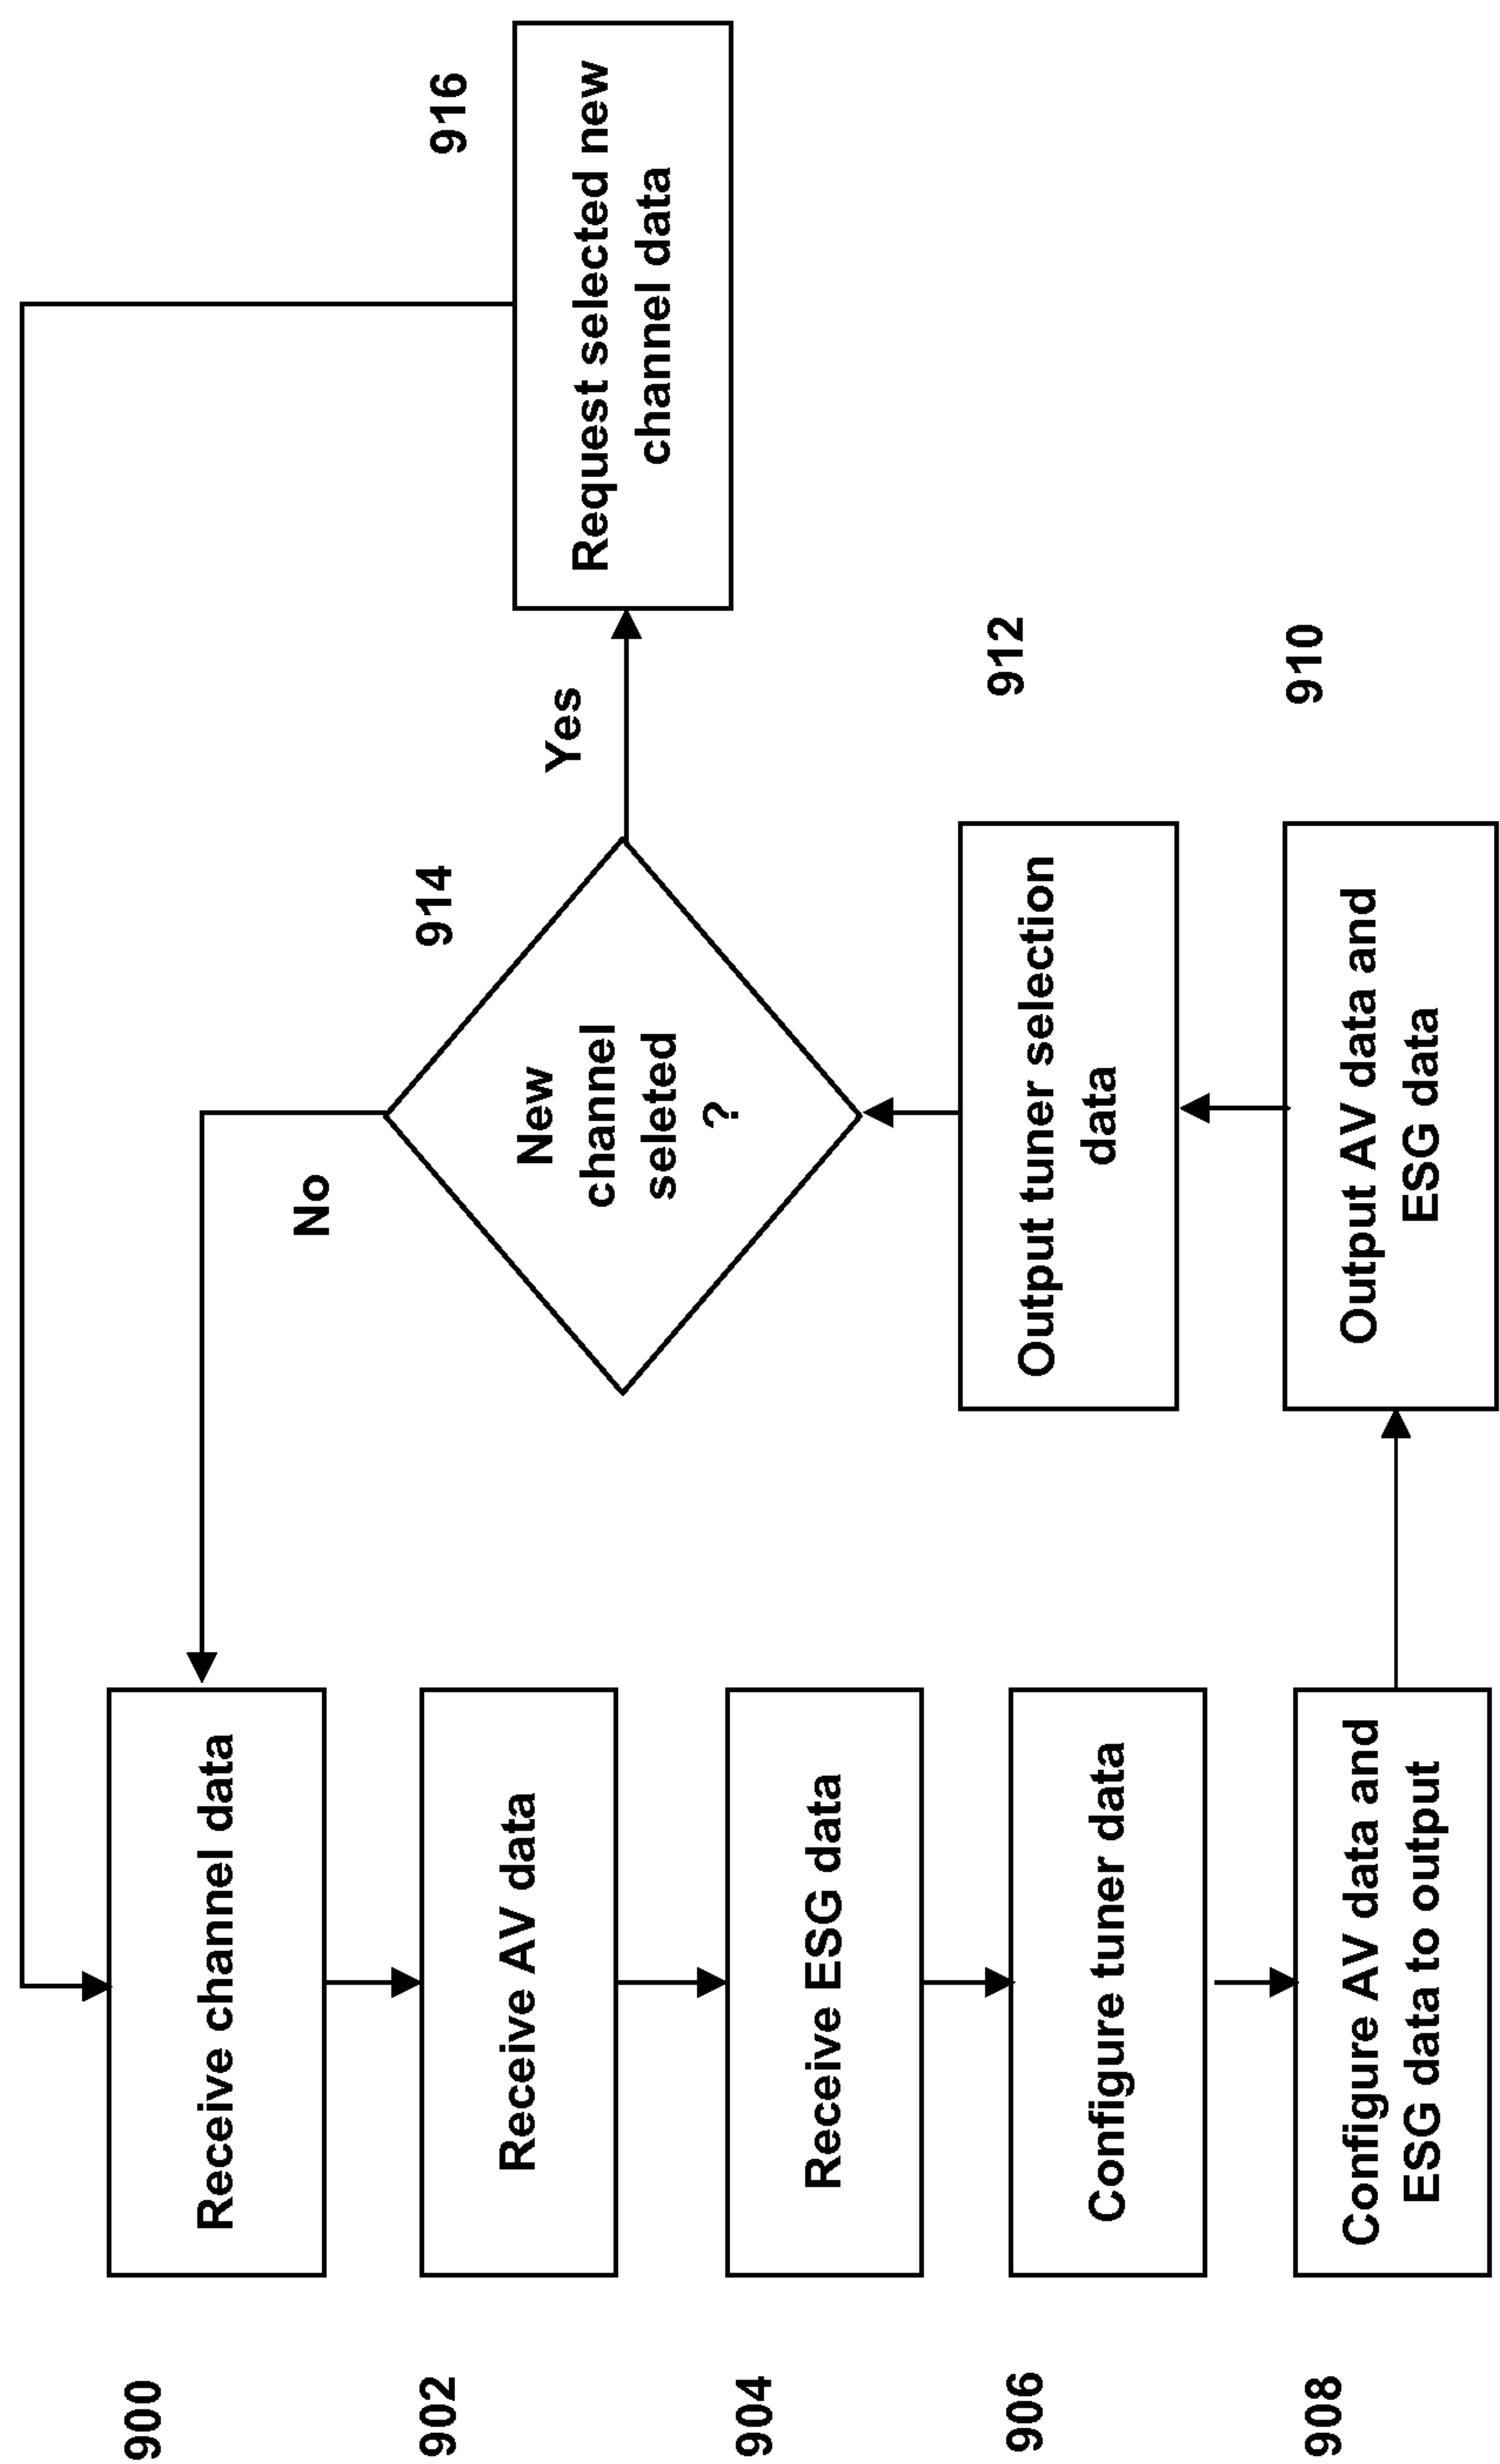 900
Receive channel data
902
Receive AV data
904
Receive ESG data
906
Configure tuner data
908
Configure AV data and
ESG data to output
910
Output AV data and
ESG data
912
Output tuner selection
data
914
New
channel
seleted
?
No
Yes
916
Request selected new
channel data